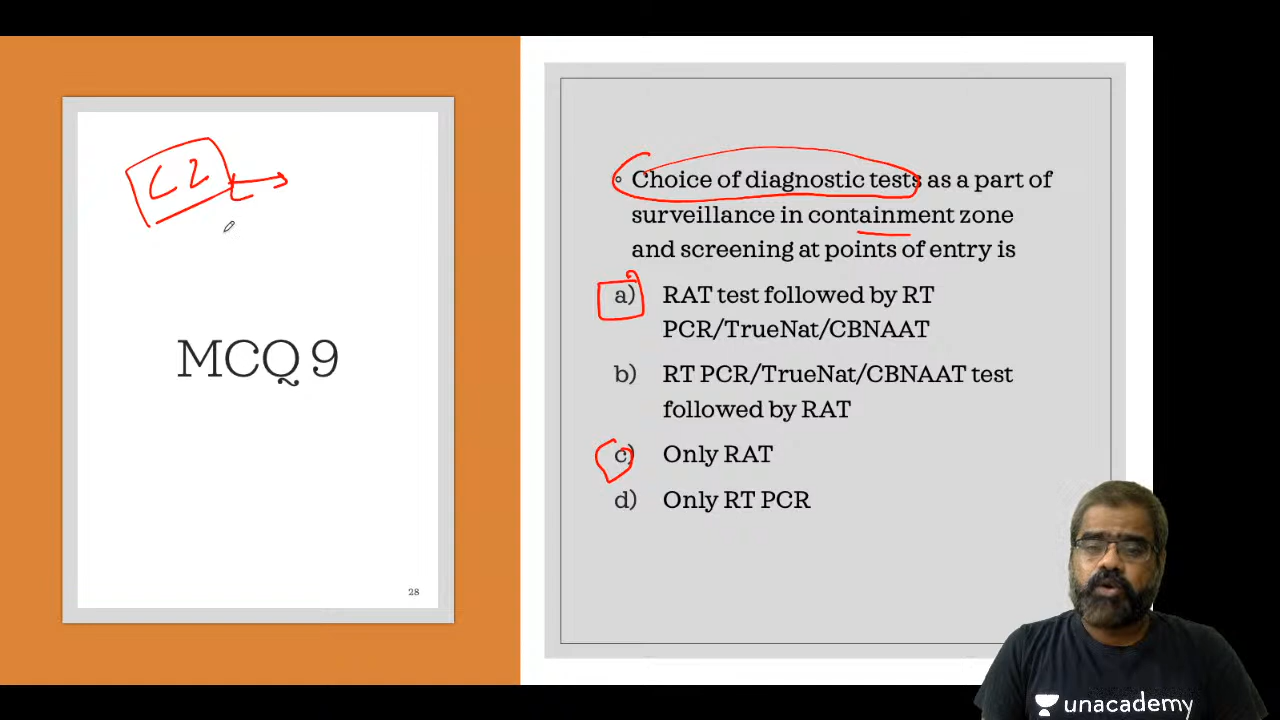 CZ
MCQ 9
28
◦ Choice of diagnostic tests as a part of
surveillance in containment zone
and screening at points of entry is
a) RAT test followed by RT
PCR/TrueNat/CBNAAT
b) RT PCR/TrueNat/CBNAAT test
followed by RAT
c) Only RAT
d) Only RT PCR
unacademy